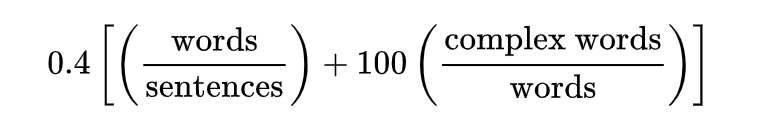 0.4 [( words / sentences ) + 100 ( complex words / words )]